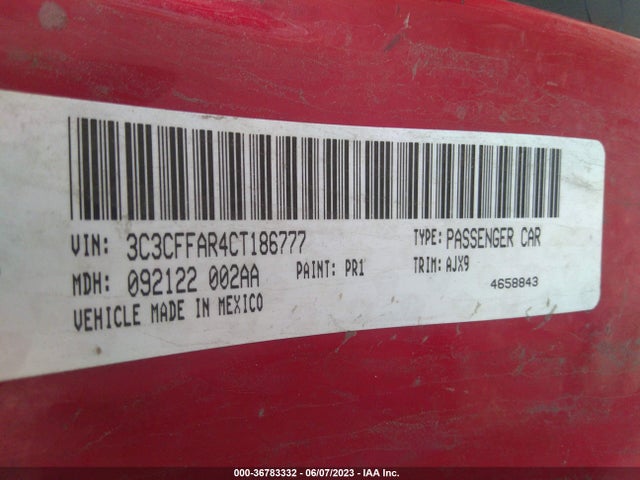 VIN: 3C3CFFAR4CT186777 TYPE: PASSENGER CAR
MDH: 092122 002AA PAINT: PR1 TRIM: AJX9
VEHICLE MADE IN MEXICO 4658843
000-36783332 - 06/07/2023 - IAA Inc.